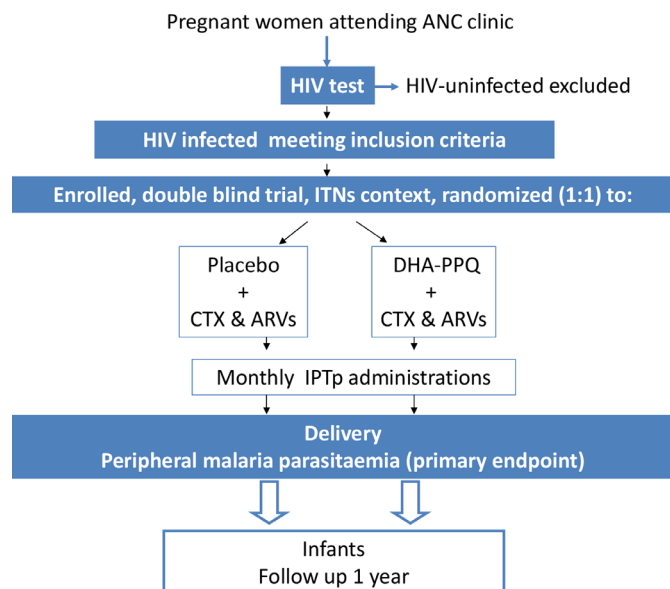 Pregnant women attending ANC clinic
HIV test
HIV-uninfected excluded
HIV infected meeting inclusion criteria
Enrolled, double blind trial, ITNs context, randomized (1:1) to:
Placebo
+
CTX & ARVs
DHA-PPQ
+
CTX & ARVs
Monthly IPTp administrations
Delivery
Peripheral malaria parasitaemia (primary endpoint)
Infants
Follow up 1 year